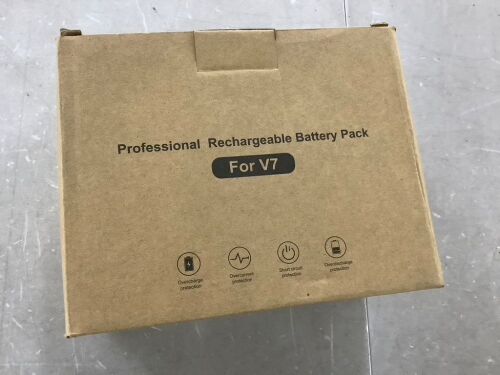 Professional Rechargeable Battery Pack
For V7
Overcharge
protection
Overcurrent
protection
Short circuit
protection
Overdischarge
protection